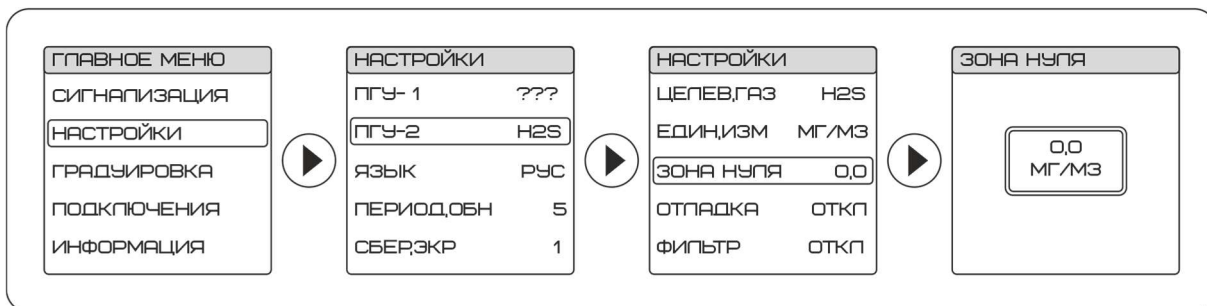 ГЛАВНОЕ МЕНЮ
СИГНАЛИЗАЦИЯ
НАСТРОЙКИ
ГРАДУИРОВКА
ПОДКЛЮЧЕНИЯ
ИНФОРМАЦИЯ
НАСТРОЙКИ
ПГУ-1 ???
ПГУ-2 H2S
ЯЗЫК РУС
ПЕРИОД,ОБН 5
СБЕР,ЭКР 1
НАСТРОЙКИ
ЦЕЛЕВ,ГАЗ H2S
ЕДИН,ИЗМ МГ/М3
ЗОНА НУЛЯ 0,0
ОТЛАДКА ОТКЛ
ФИЛЬТР ОТКЛ
ЗОНА НУЛЯ
0,0
МГ/М3